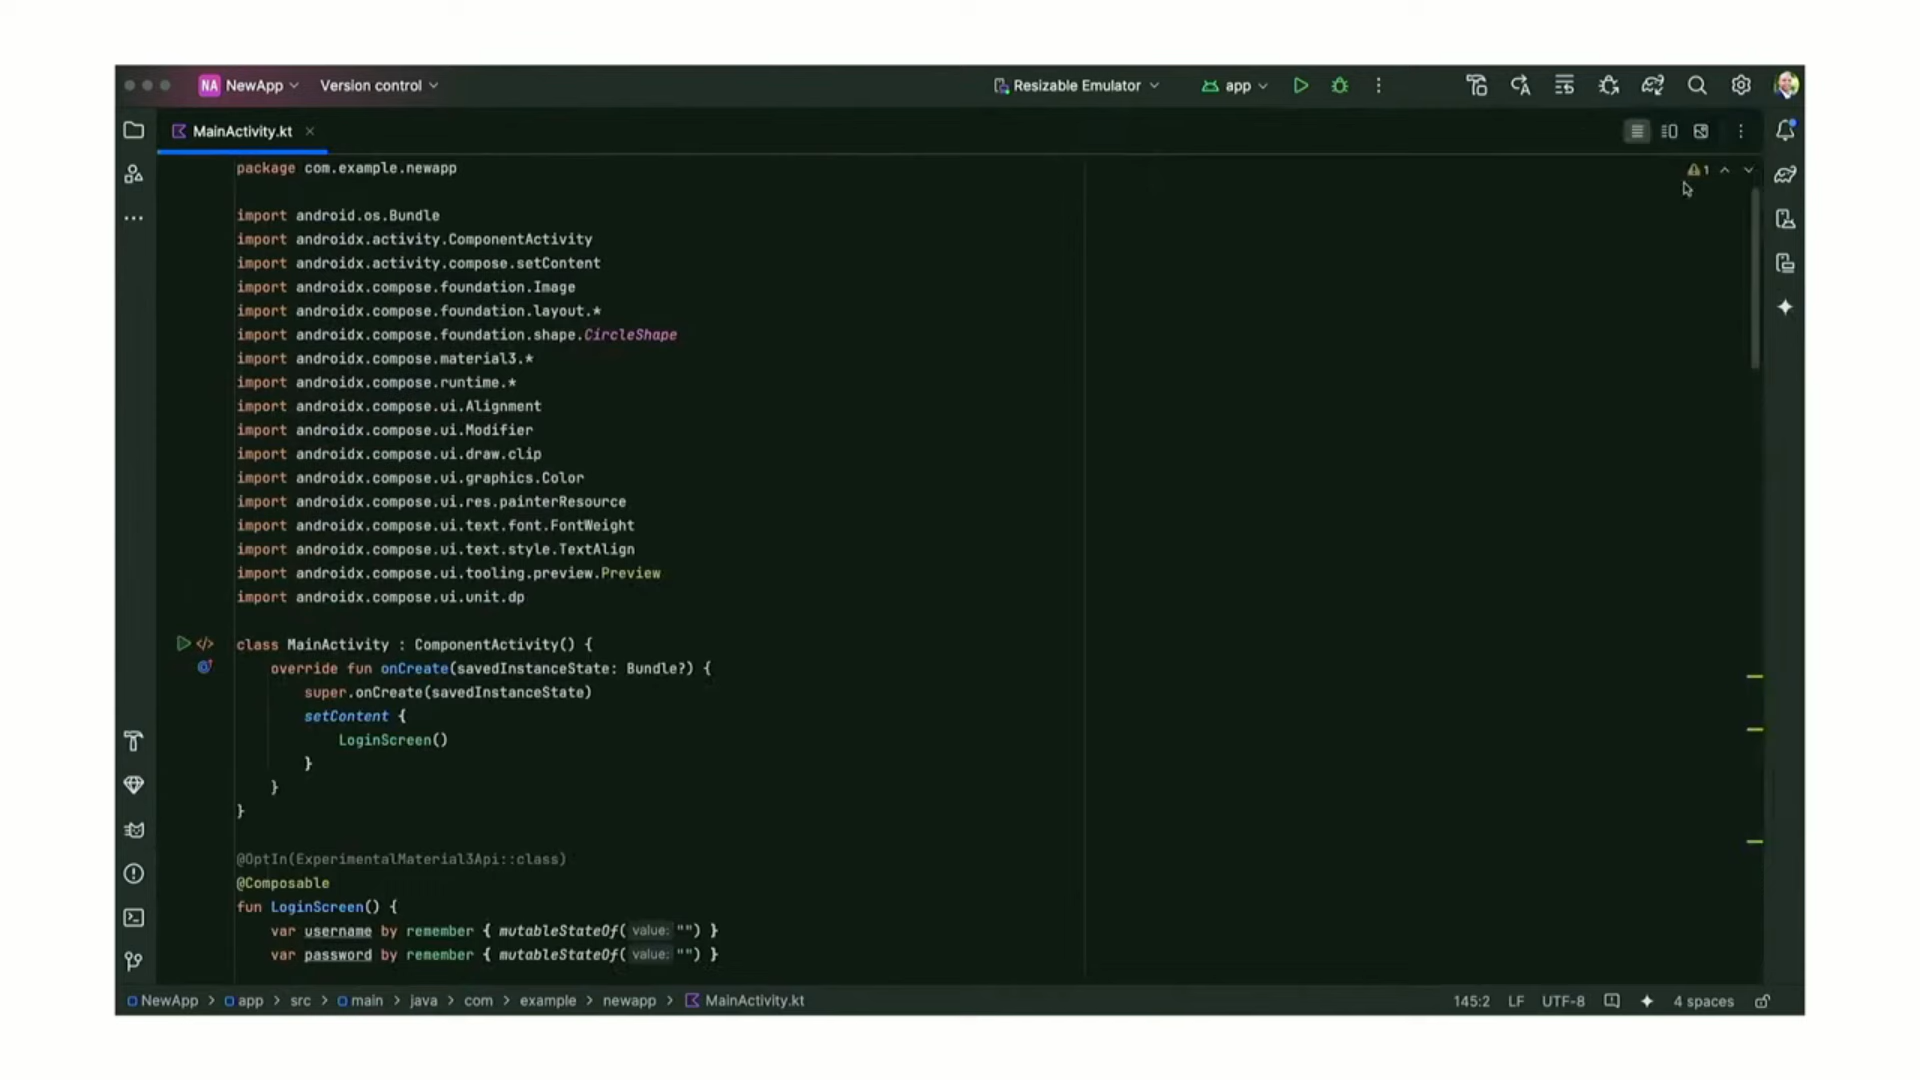 NA NewApp Version control Resizable Emulator app
MainActivity.kt
1
package com.example.newapp
import android.os.Bundle
import androidx.activity.ComponentActivity
import androidx.activity.compose.setContent
import androidx.compose.foundation.Image
import androidx.compose.foundation.layout.*
import androidx.compose.foundation.shape.CircleShape
import androidx.compose.material3.*
import androidx.compose.runtime.*
import androidx.compose.ui.Alignment
import androidx.compose.ui.Modifier
import androidx.compose.ui.draw.clip
import androidx.compose.ui.graphics.Color
import androidx.compose.ui.res.painterResource
import androidx.compose.ui.text.font.FontWeight
import androidx.compose.ui.text.style.TextAlign
import androidx.compose.ui.tooling.preview.Preview
import androidx.compose.ui.unit.dp
class MainActivity : ComponentActivity() {
override fun onCreate(savedInstanceState: Bundle?) {
super.onCreate(savedInstanceState)
setContent {
LoginScreen()
}
}
}
@OptIn(ExperimentalMaterial3Api::class)
@Composable
fun LoginScreen() {
var username by remember { mutableStateOf( value: "") }
var password by remember { mutableStateOf( value: "") }
NewApp > app > src > main > java > com > example > newapp > MainActivity.kt 145:2 LF UTF-8 4 spaces